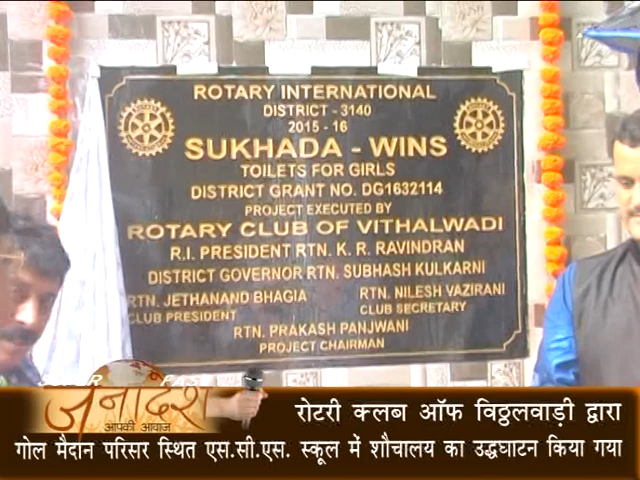 ROTARY INTERNATIONAL
DISTRICT - 3140
2015 - 16
SUKHADA - WINS
TOILETS FOR GIRLS
DISTRICT GRANT NO. DG1632114
PROJECT EXECUTED BY
ROTARY CLUB OF VITHALWADI
R.I. PRESIDENT RTN. K. R. RAVINDRAN
DISTRICT GOVERNOR RTN. SUBHASH KULKARNI
RTN. JETHANAND BHAGIA RTN. NILESH VAZIRANI
CLUB PRESIDENT CLUB SECRETARY
RTN. PRAKASH PANJWANI
PROJECT CHAIRMAN
जनादेश
आपकी आवाज
रोटरी क्लब ऑफ विठ्ठलवाड़ी द्वारा
गोल मैदान परिसर स्थित एस.सी.एस. स्कूल में शौचालय का उद्धघाटन किया गया